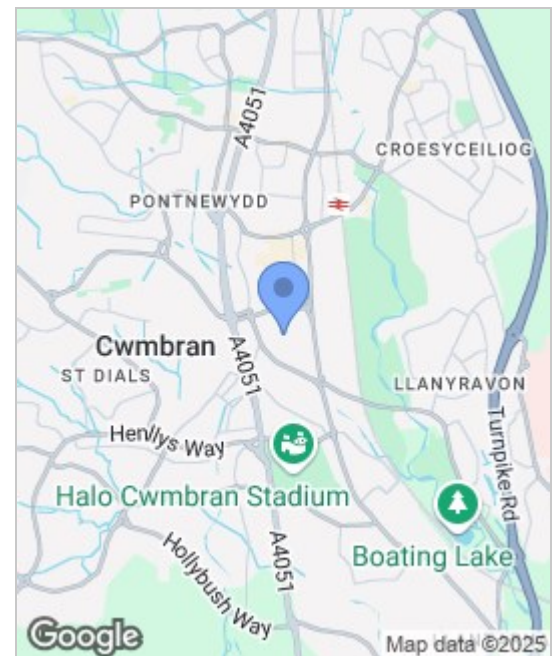 A4051
CROESYCEILIOG
PONTNEWYDD
Cwmbran
A4051
ST DIALS
LLANYRAVON
Henllys Way
Turnpike Rd
Halo Cwmbran Stadium
Boating Lake
A4051
Hollybush Way
Google
Map data ©2025